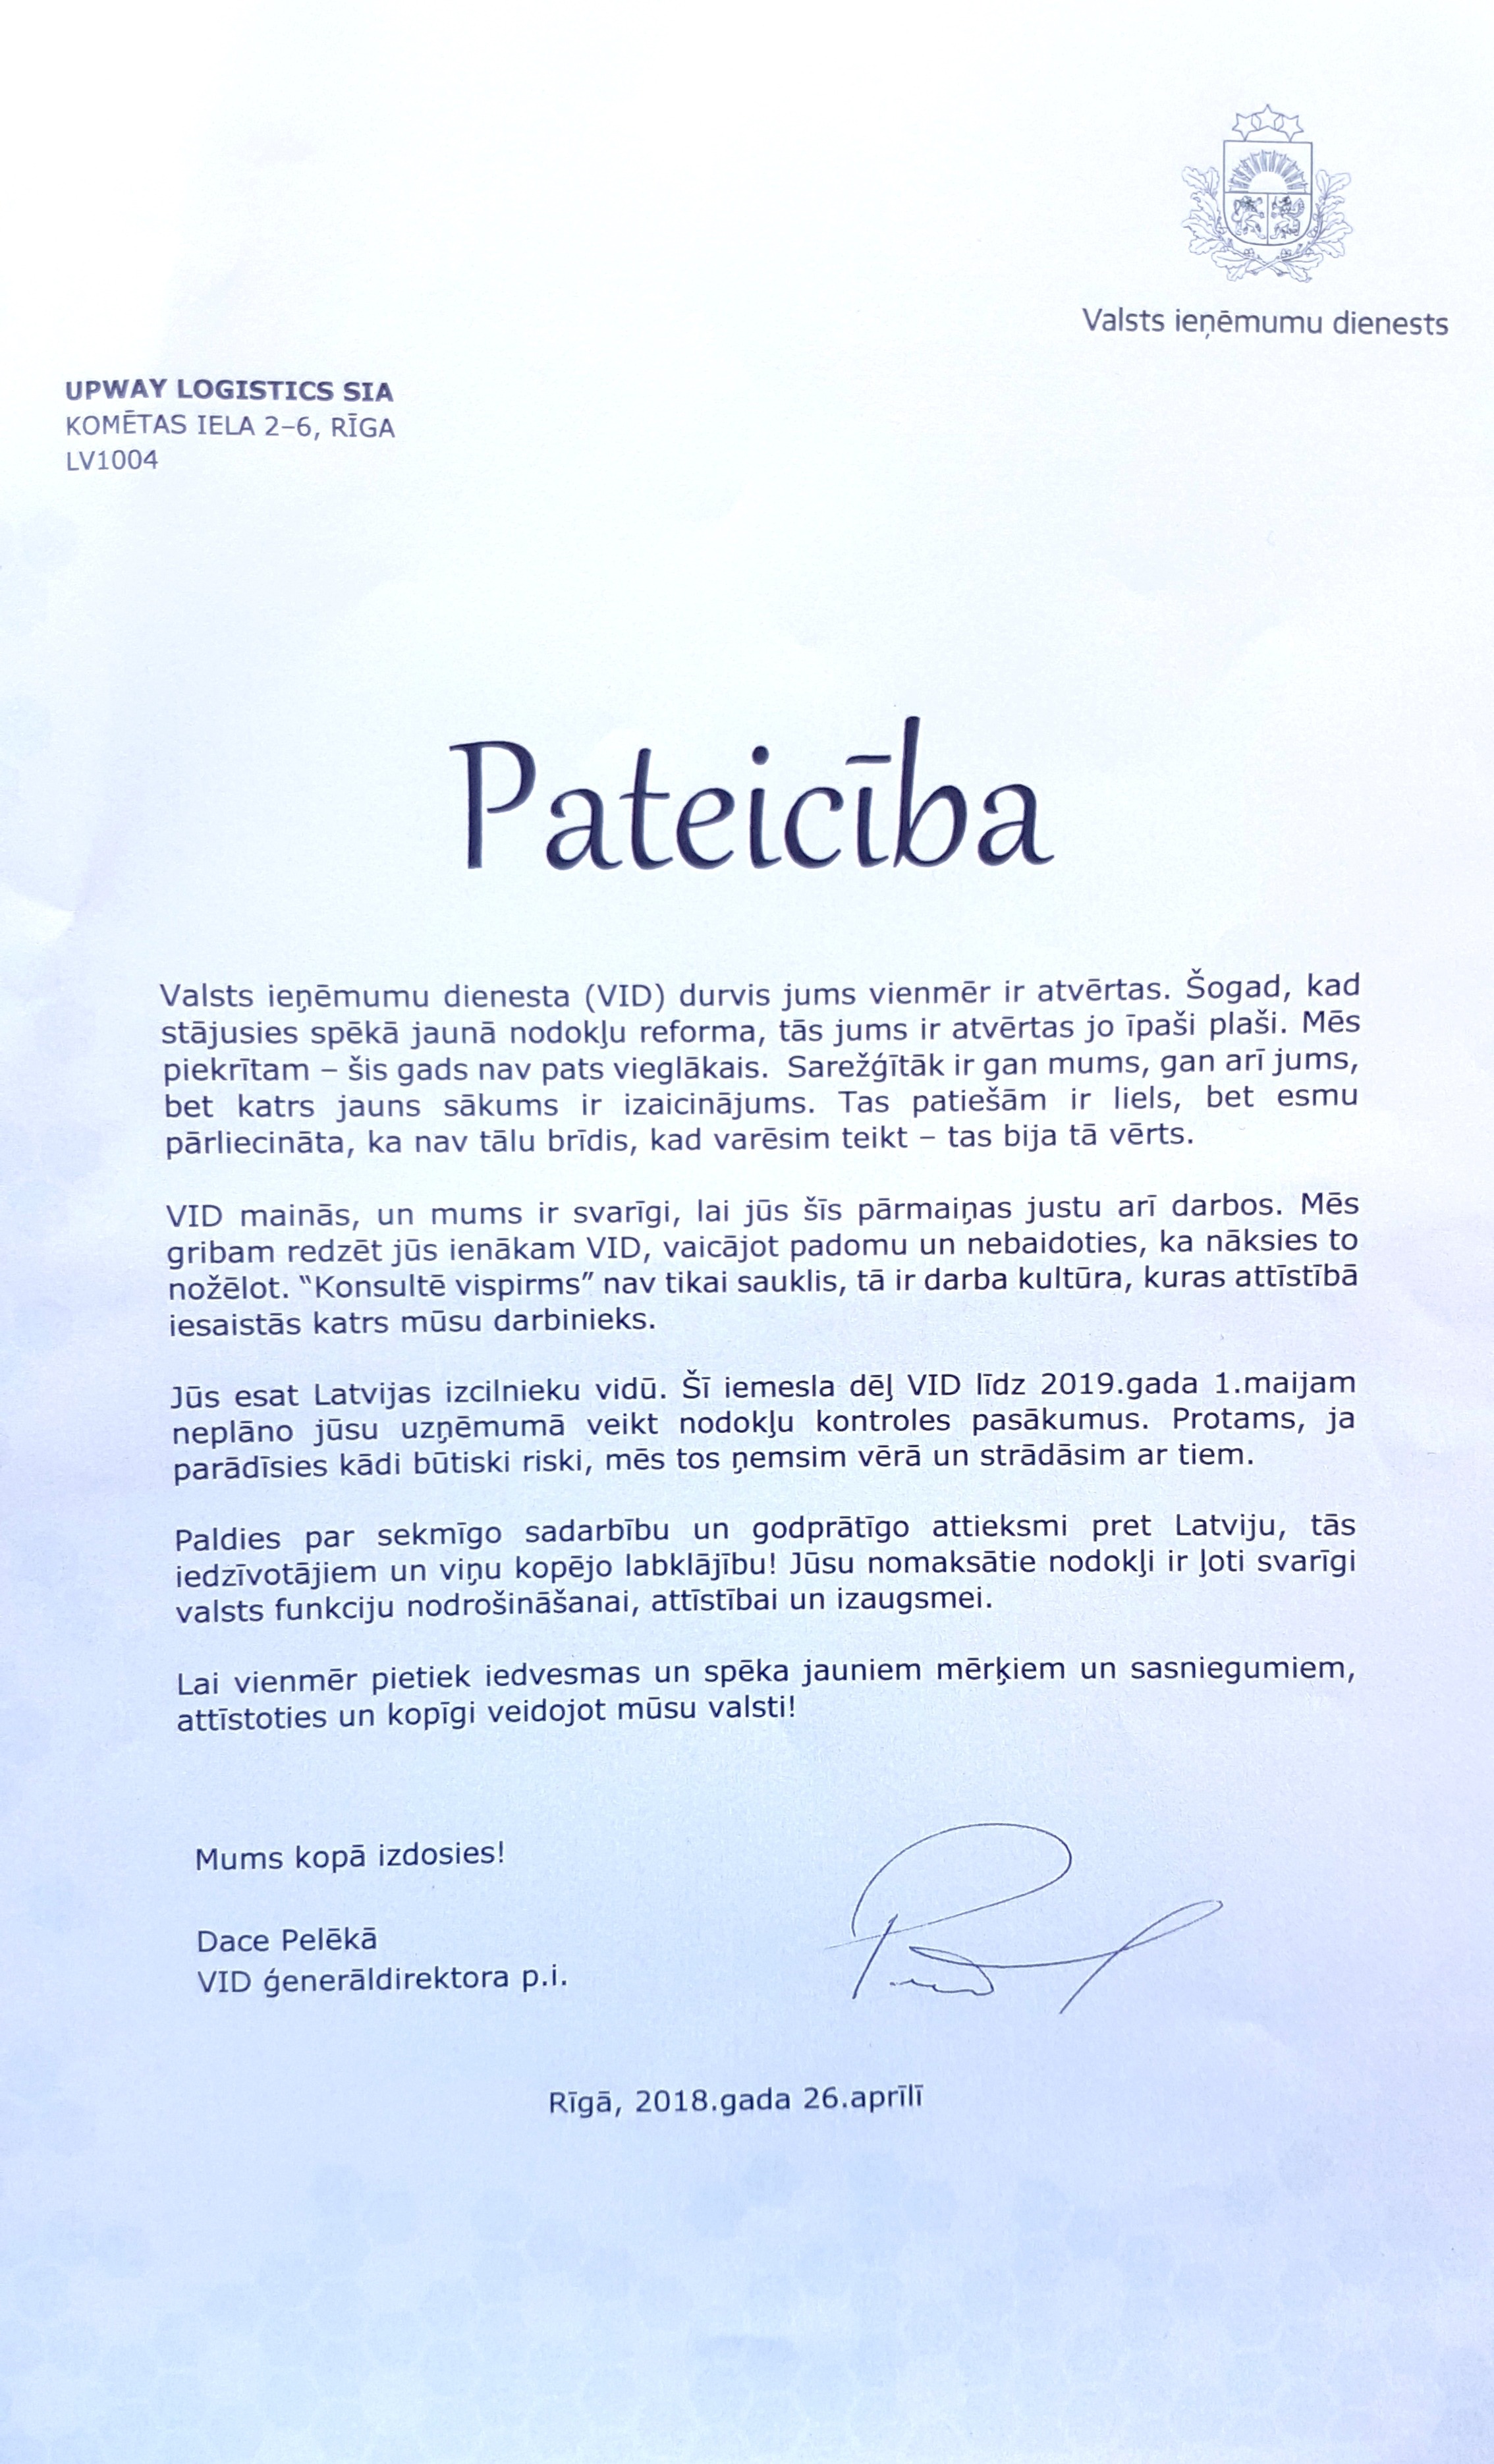 Valsts ieņēmumu dienests
UPWAY LOGISTICS SIA
KOMĒTAS IELA 2–6, RĪGA
LV1004
Pateicība
Valsts ieņēmumu dienesta (VID) durvis jums vienmēr ir atvērtas. Šogad, kad
stājusies spēkā jaunā nodokļu reforma, tās jums ir atvērtas jo īpaši plaši. Mēs
piekrītam – šis gads nav pats vieglākais. Sarežģītāk ir gan mums, gan arī jums,
bet katrs jauns sākums ir izaicinājums. Tas patiešām ir liels, bet esmu
pārliecināta, ka nav tālu brīdis, kad varēsim teikt – tas bija tā vērts.
VID mainās, un mums ir svarīgi, lai jūs šīs pārmaiņas justu arī darbos. Mēs
gribam redzēt jūs ienākam VID, vaicājot padomu un nebaidoties, ka nāksies to
nožēlot. “Konsultē vispirms” nav tikai sauklis, tā ir darba kultūra, kuras attīstībā
iesaistās katrs mūsu darbinieks.
Jūs esat Latvijas izcilnieku vidū. Šī iemesla dēļ VID līdz 2019.gada 1.maijam
neplāno jūsu uzņēmumā veikt nodokļu kontroles pasākumus. Protams, ja
parādīsies kādi būtiski riski, mēs tos ņemsim vērā un strādāsim ar tiem.
Paldies par sekmīgo sadarbību un godprātīgo attieksmi pret Latviju, tās
iedzīvotājiem un viņu kopējo labklājību! Jūsu nomaksātie nodokļi ir ļoti svarīgi
valsts funkciju nodrošināšanai, attīstībai un izaugsmei.
Lai vienmēr pietiek iedvesmas un spēka jauniem mērķiem un sasniegumiem,
attīstoties un kopīgi veidojot mūsu valsti!
Mums kopā izdosies!
Dace Pelēkā
VID ģenerāldirektora p.i.
Rīgā, 2018.gada 26.aprīlī